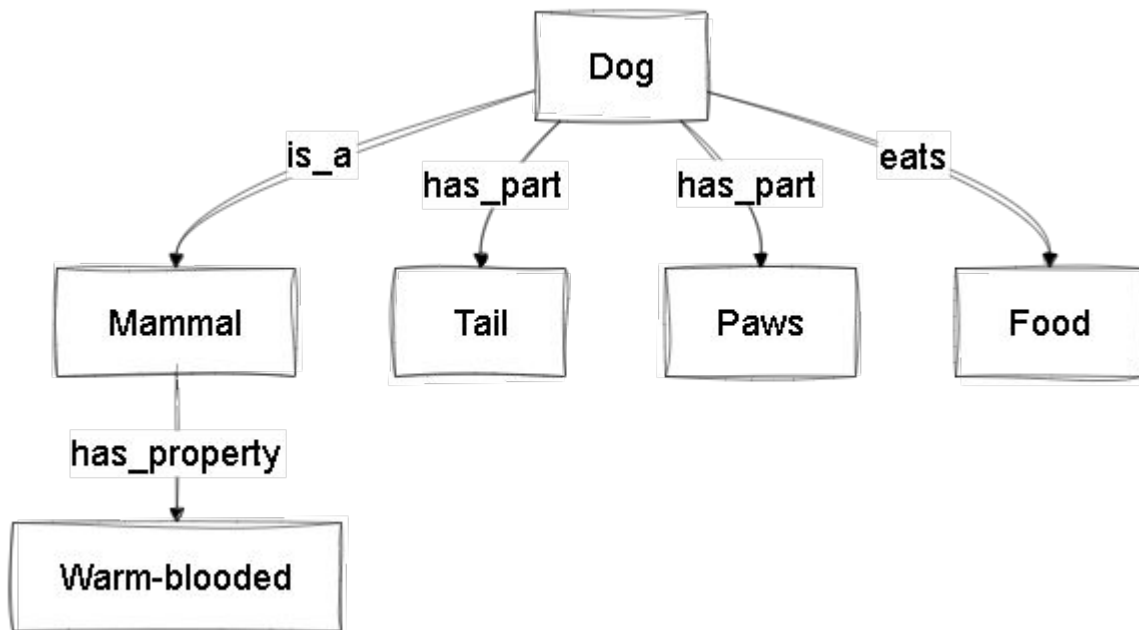 Dog
is_a
has_part
has_part
eats
Mammal
Tail
Paws
Food
has_property
Warm-blooded